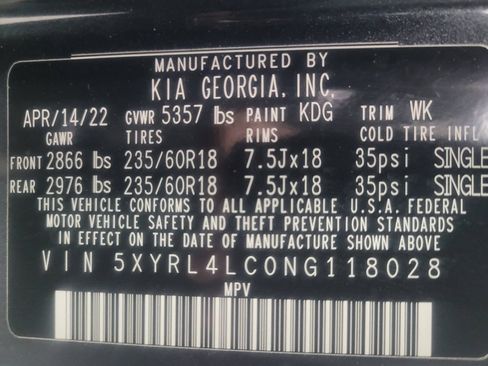 MANUFACTURED BY
KIA GEORGIA, INC.
APR/14/22 GVWR 5357 lbs PAINT KDG TRIM WK
GAWR TIRES RIMS COLD TIRE INFL
FRONT 2866 lbs 235/60R18 7.5Jx18 35psi SINGLE
REAR 2976 lbs 235/60R18 7.5Jx18 35psi SINGLE
THIS VEHICLE CONFORMS TO ALL APPLICABLE U.S.A. FEDERAL
MOTOR VEHICLE SAFETY AND THEFT PREVENTION STANDARDS
IN EFFECT ON THE DATE OF MANUFACTURE SHOWN ABOVE
VIN 5XYRL4LC0NG118028
MPV